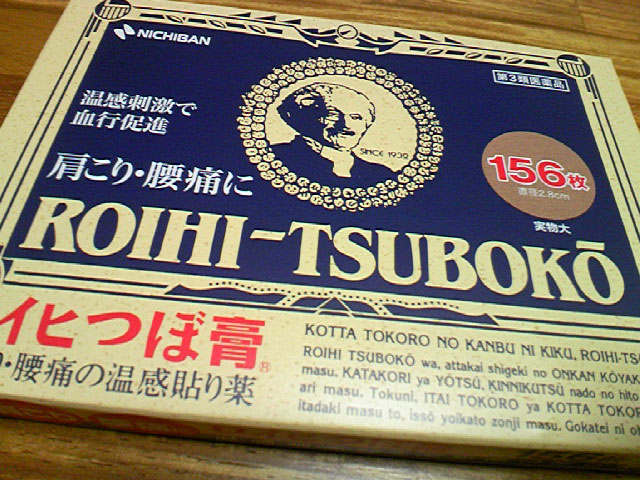 NICHIBAN
第3類医薬品
温感刺激で
血行促進
SINCE 1930
肩こり・腰痛に
156枚
直径2.8cm
実物大
ROIHI-TSUBOKŌ
イヒつぼ膏®
・腰痛の温感貼り薬
KOTTA TOKORO NO KANBU NI KIKU, ROIHI-TS
ROIHI TSUBOKŌ wa, attakai shigeki no ONKAN KŌYAK
masu. KATAKORI ya YŌTSŪ, KINNIKUTSŪ nado no hito
ari masu. Tokuni, ITAI TOKORO ya KOTTA TOKO
itadaki masu to, issō yoikato zonji masu. Gokatei ni o